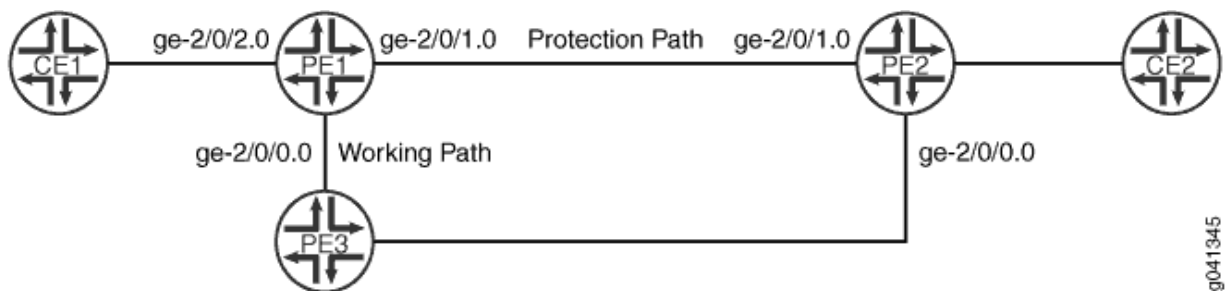 ge-2/0/2.0 ge-2/0/1.0 Protection Path ge-2/0/1.0
CE1 PE1 PE2 CE2
ge-2/0/0.0 Working Path ge-2/0/0.0
PE3
g041345